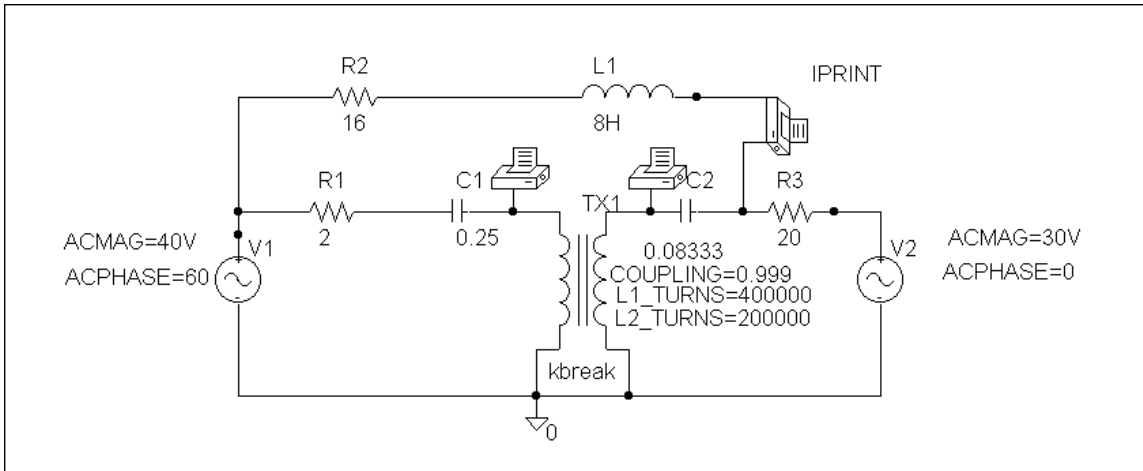 R2
16
L1
8H
IPRINT
R1
2
C1
0.25
TX1
C2
R3
20
ACMAG=40V
ACPHASE=60
V1
0.08333
COUPLING=0.999
L1_TURNS=400000
L2_TURNS=200000
kbreak
V2
ACMAG=30V
ACPHASE=0
0